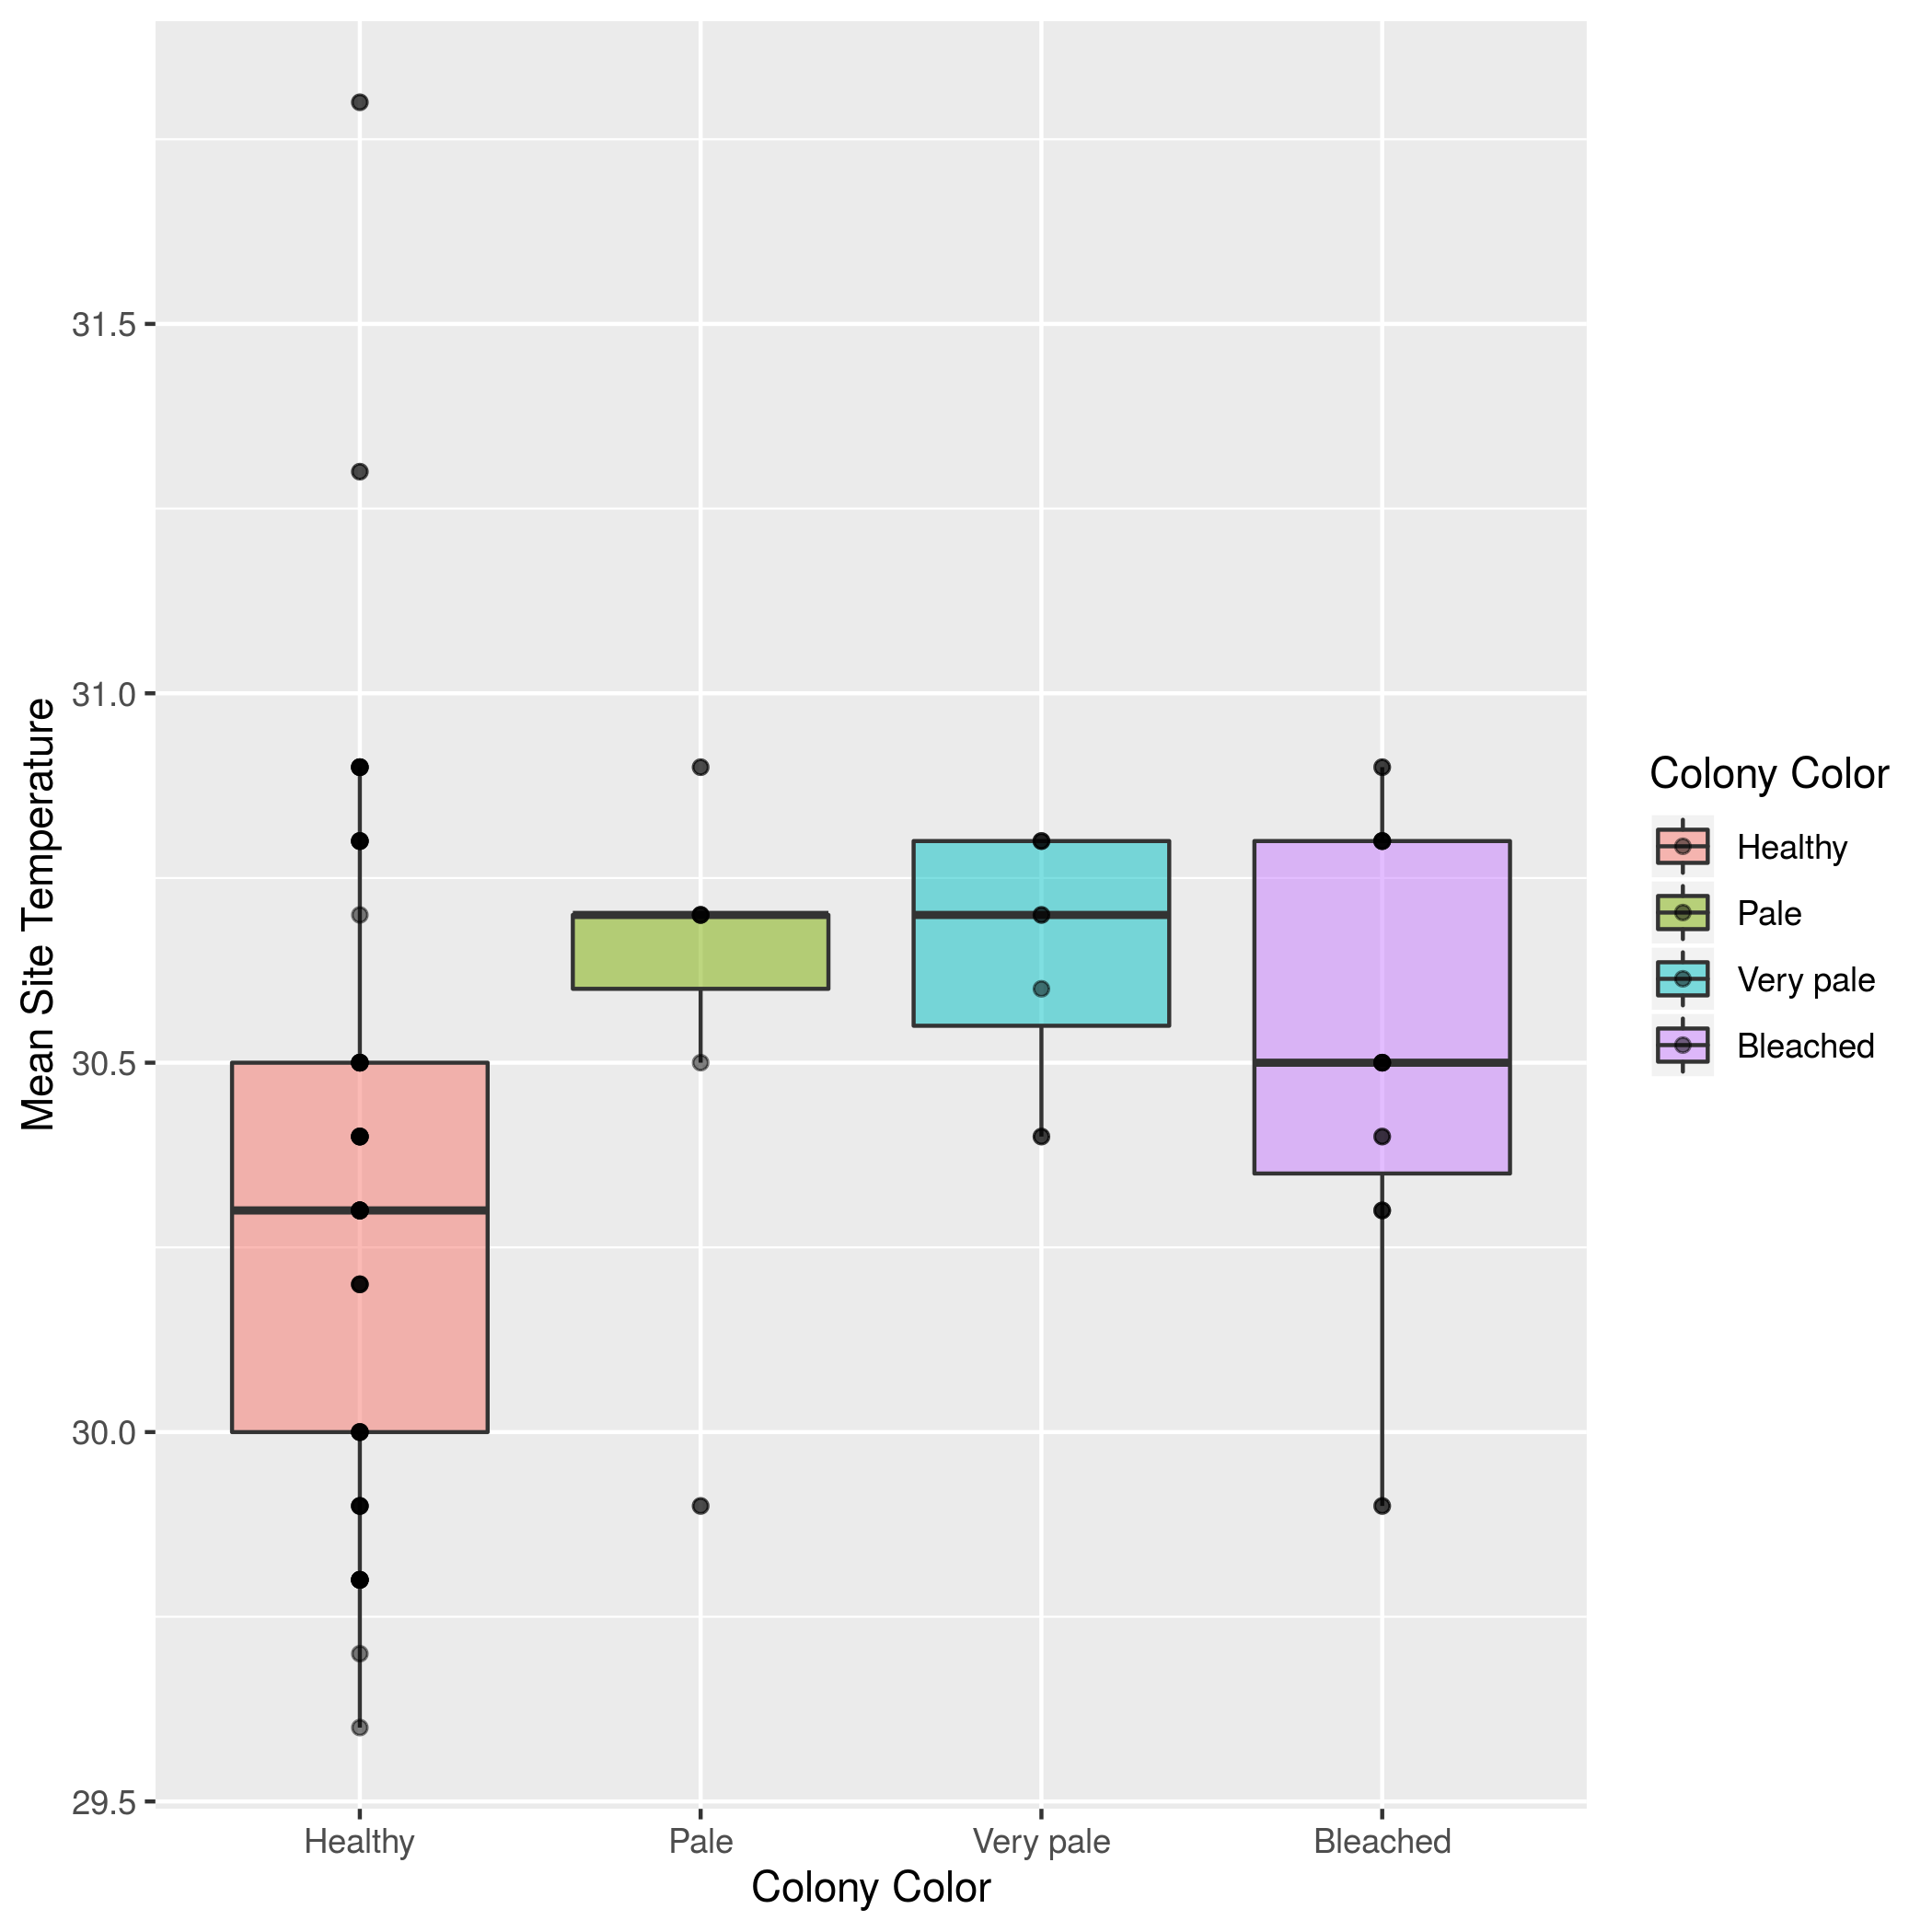 Mean Site Temperature
31.5
31.0
30.5
30.0
29.5
Healthy
Pale
Very pale
Bleached
Colony Color
Colony Color
Healthy
Pale
Very pale
Bleached